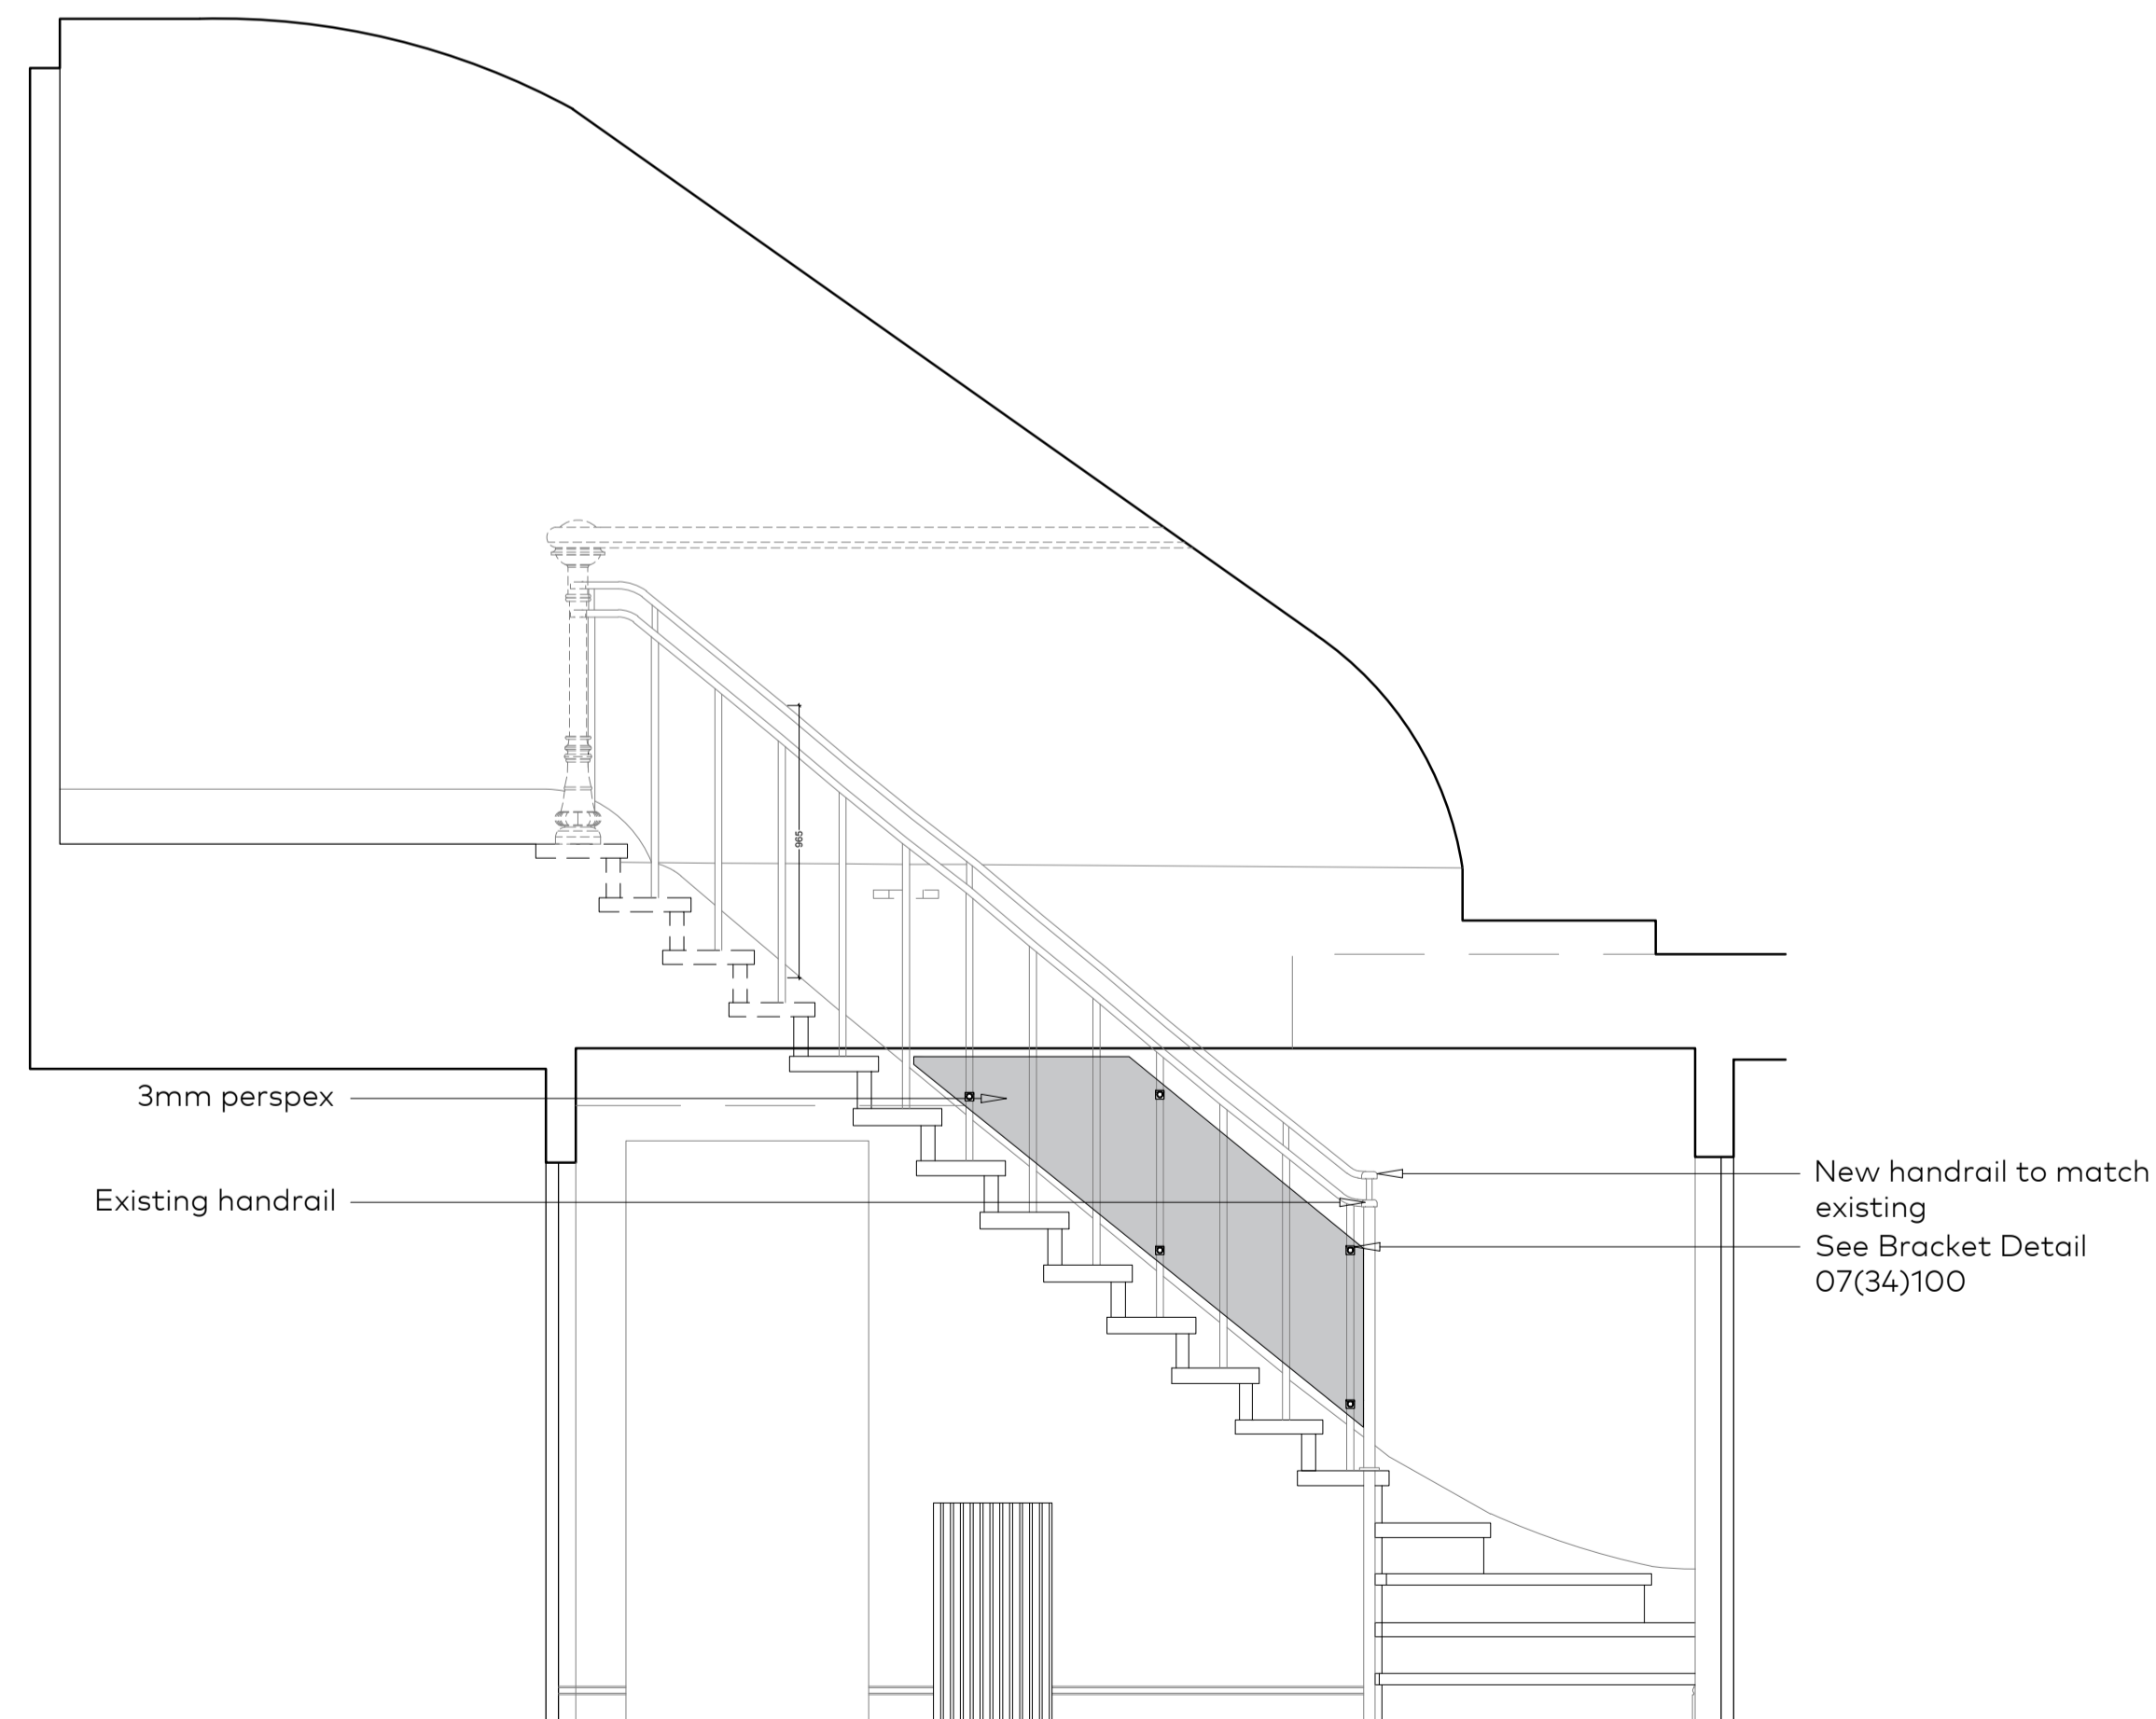 965
3mm perspex
Existing handrail
New handrail to match
existing
See Bracket Detail
07(34)100